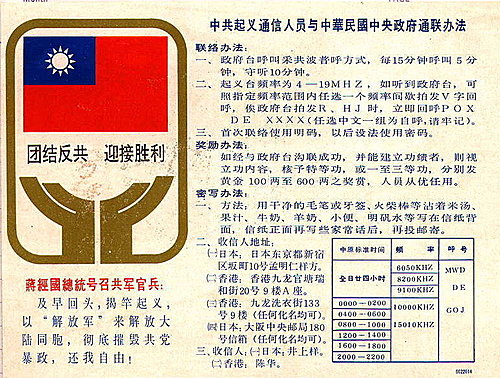 中共起义通信人员与中華民國中央政府通联办法
联络办法：
一、政府台呼叫采共波普呼方式，每15分钟呼叫5分
钟，守听10分钟。
二、起义台频率为4—19MHZ，如听到政府台，可
照指定频率范围内任选一个频率间歇拍发V字回
呼，俟政府台拍发R、HJ时，立即回呼POX
DE XXXX(任选中文一组为自呼，请牢记)。
三、首次联络使用明码，以后设法使用密码。
奖励办法：
如经与政府台沟联成功，并能建立功绩者，则视
立功内容，核予特等功，或一至三等功，分别发
黄金100两至600两之奖赏，人员从优任用。
密写办法：
一、方法：用干净的毛笔或牙签、火柴棒等沾着米汤、
果汁、牛奶、羊奶、小便、明矾水等写在信纸背
面，信纸正面再写些家常话后，再投邮寄。
二、收信人地址：
㈠日本：日本东京都新宿
区坂町10号孟明仁样方。
㈡香港：香港九龙官塘瑞
和街20号9楼A座。
㈢香港：九龙洗衣街133
号9楼（任何化名均可）。
㈣日本：大阪中央邮局180
号信箱（任何化名均可）。
三、收信人：㈠日本：井上样。
㈡香港：陈华。
中原标准时间 频率 呼号
全日廿四小时 6050KHZ MWD
8200KHZ DE
9100KHZ GOJ
0000－0200 10000KHZ
0400－0600 15010KHZ
0800－1000
1200－1400
1600－1800
2000－2200
团结反共 迎接胜利
蔣經國總統号召共军官兵：
及早回头，揭竿起义，
以“解放军”来解放大
陆同胞，彻底摧毁共党
暴政，还我自由！
SC22014